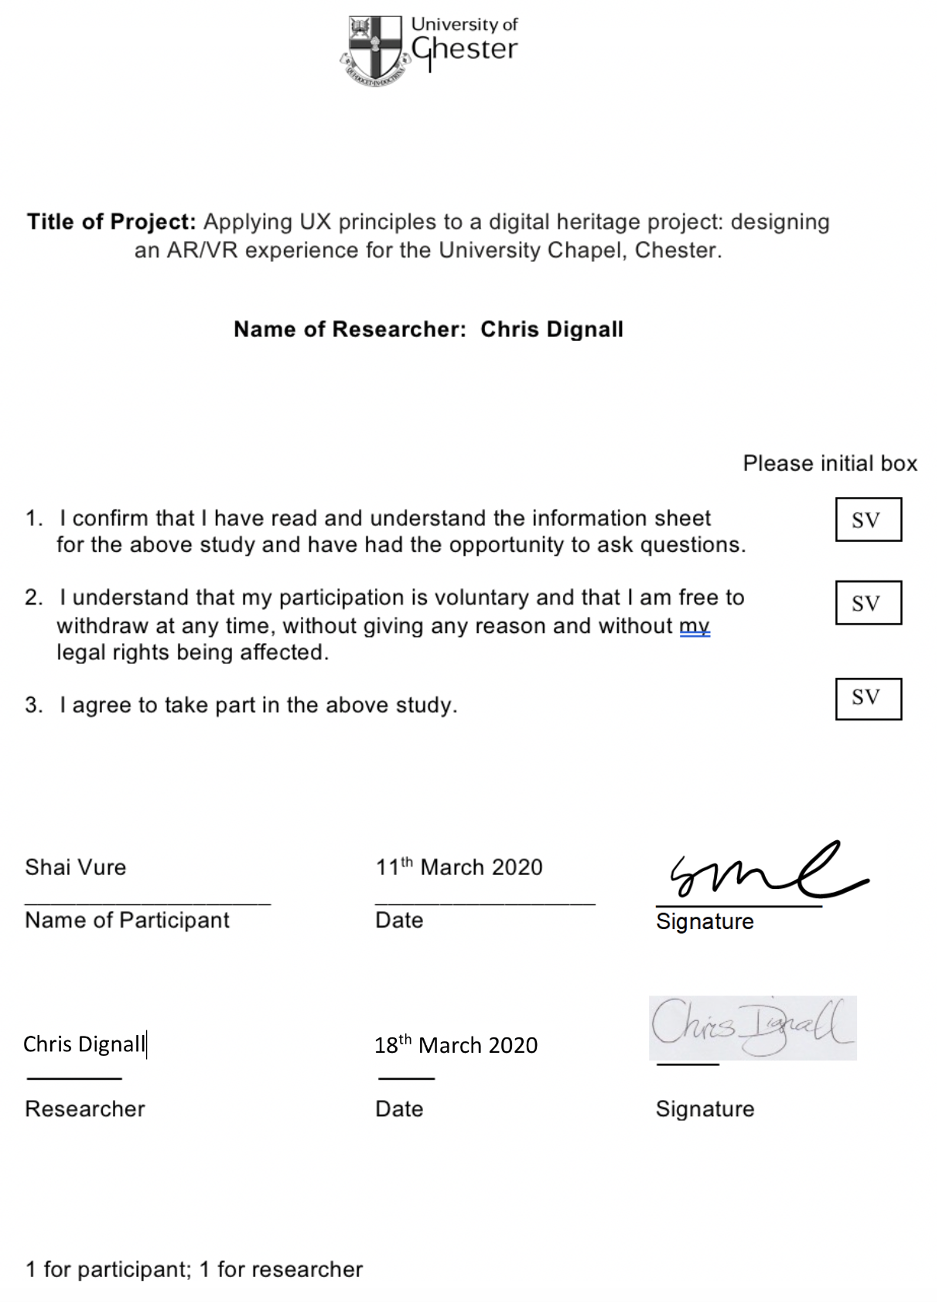 University of
Chester
Title of Project: Applying UX principles to a digital heritage project: designing
an AR/VR experience for the University Chapel, Chester.
Name of Researcher: Chris Dignall
Please initial box
1. I confirm that I have read and understand the information sheet
for the above study and have had the opportunity to ask questions.
SV
2. I understand that my participation is voluntary and that I am free to
withdraw at any time, without giving any reason and without my
legal rights being affected.
SV
3. I agree to take part in the above study.
SV
Shai Vure 11th March 2020
Name of Participant Date Signature
Chris Dignall 18th March 2020 Chris Dignall
Researcher Date Signature
1 for participant; 1 for researcher